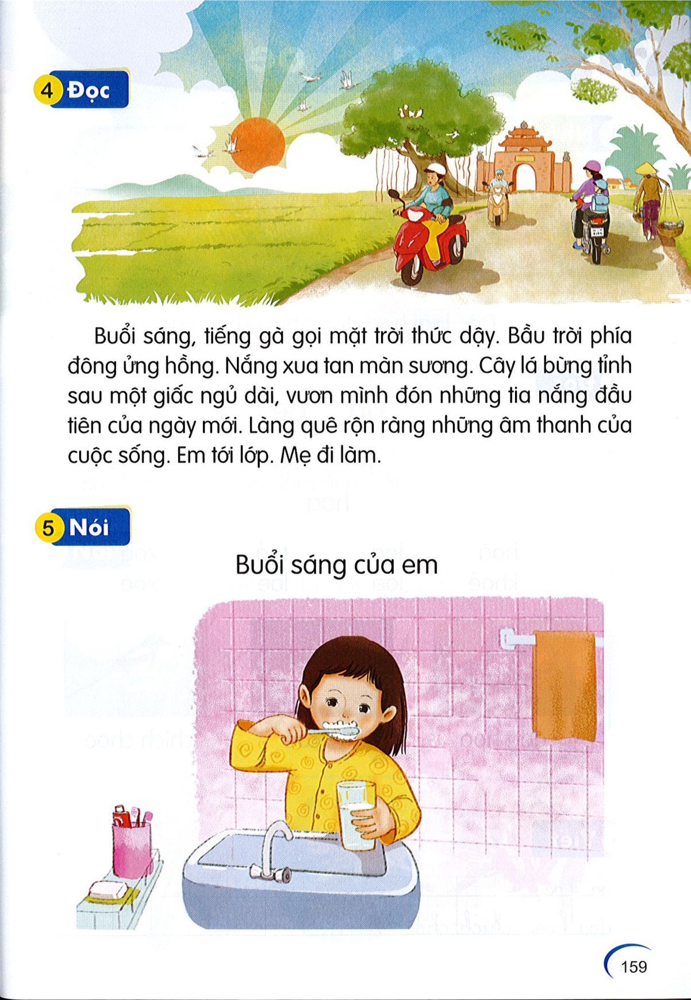 4 Đọc
Buổi sáng, tiếng gà gọi mặt trời thức dậy. Bầu trời phía
đông ửng hồng. Nắng xua tan màn sương. Cây lá bừng tỉnh
sau một giấc ngủ dài, vươn mình đón những tia nắng đầu
tiên của ngày mới. Làng quê rộn ràng những âm thanh của
cuộc sống. Em tới lớp. Mẹ đi làm.
5 Nói
Buổi sáng của em
159